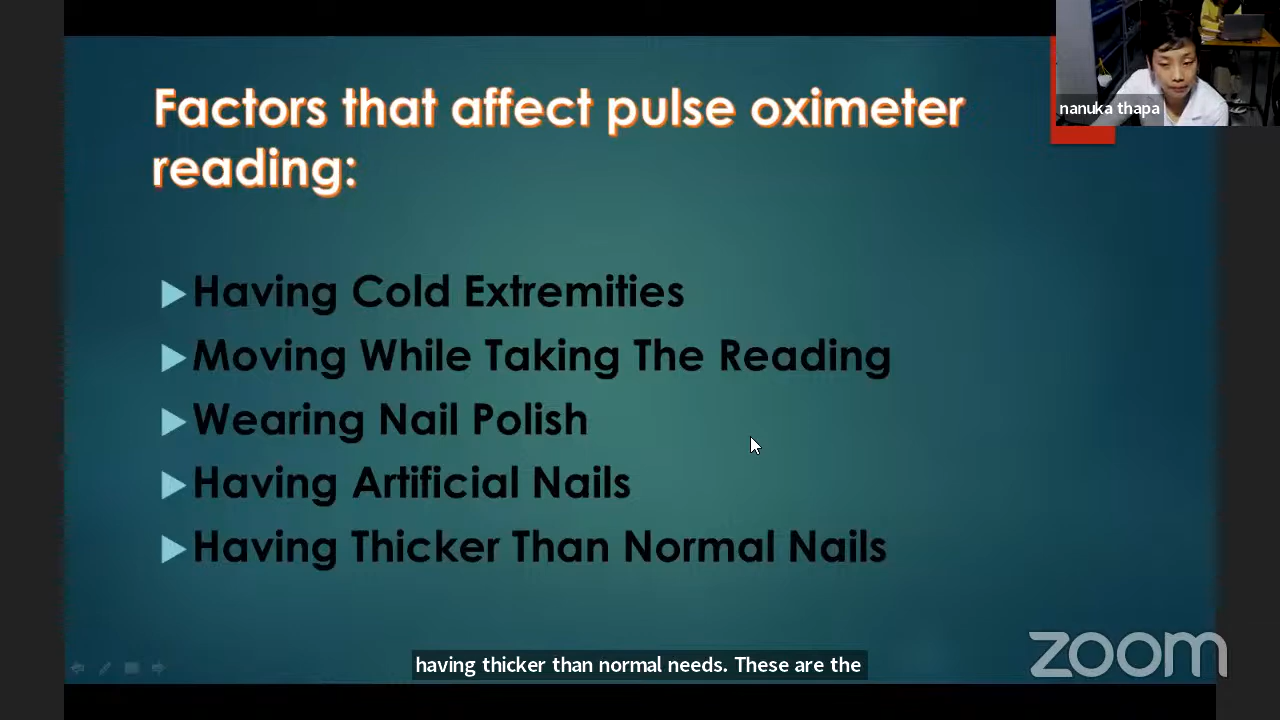 Factors that affect pulse oximeter
reading:
nanuka thapa
Having Cold Extremities
Moving While Taking The Reading
Wearing Nail Polish
Having Artificial Nails
Having Thicker Than Normal Nails
zoom
having thicker than normal needs. These are the